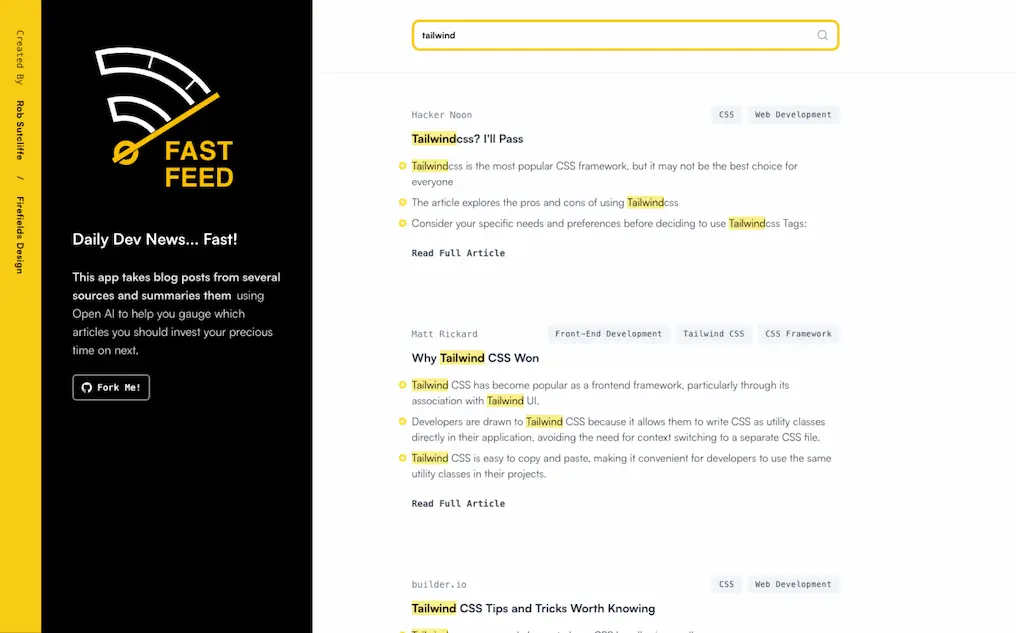 Created By Rob Sutcliffe / Firefields Design
FAST
FEED
Daily Dev News... Fast!
This app takes blog posts from several
sources and summaries them using
Open AI to help you gauge which
articles you should invest your precious
time on next.
Fork Me!
tailwind
Hacker Noon
CSS
Web Development
Tailwindcss? I'll Pass
Tailwindcss is the most popular CSS framework, but it may not be the best choice for
everyone
The article explores the pros and cons of using Tailwindcss
Consider your specific needs and preferences before deciding to use Tailwindcss Tags:
Read Full Article
Matt Rickard
Front-End Development
Tailwind CSS
CSS Framework
Why Tailwind CSS Won
Tailwind CSS has become popular as a frontend framework, particularly through its
association with Tailwind UI.
Developers are drawn to Tailwind CSS because it allows them to write CSS as utility classes
directly in their application, avoiding the need for context switching to a separate CSS file.
Tailwind CSS is easy to copy and paste, making it convenient for developers to use the same
utility classes in their projects.
Read Full Article
builder.io
CSS
Web Development
Tailwind CSS Tips and Tricks Worth Knowing